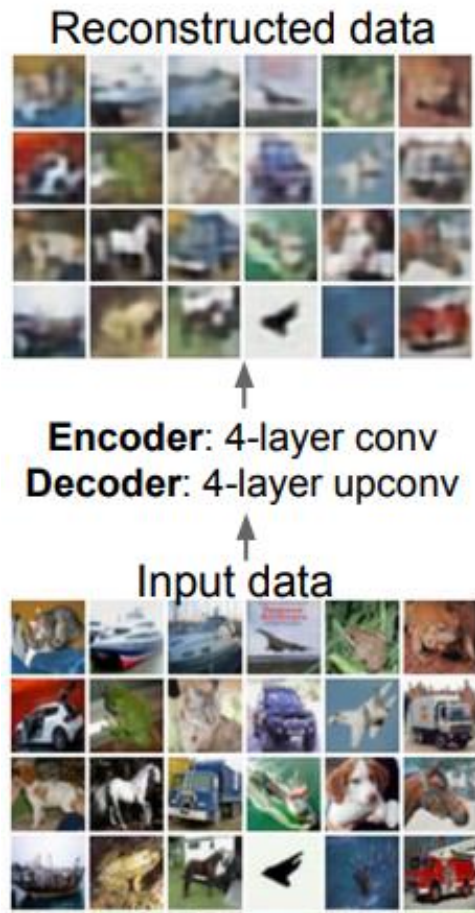 Reconstructed data
Encoder: 4-layer conv
Decoder: 4-layer upconv
Input data